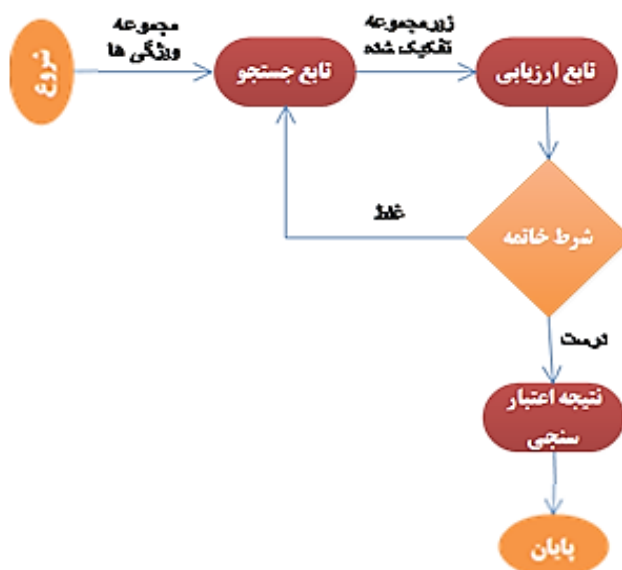 شروع
مجموعه
ویژگی ها
تابع جستجو
زیرمجموعه
تفکیک شده
تابع ارزیابی
شرط خاتمه
غلط
درست
نتیجه اعتبار
سنجی
پایان